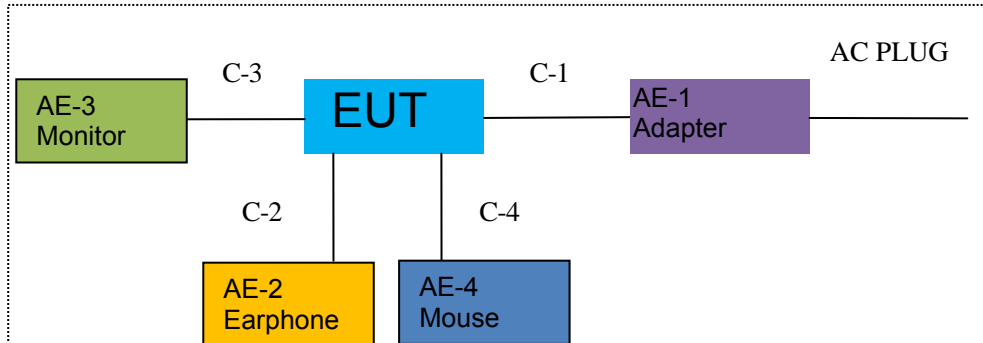 AC PLUG
C-3
C-1
AE-3
Monitor
EUT
AE-1
Adapter
C-2
C-4
AE-2
Earphone
AE-4
Mouse